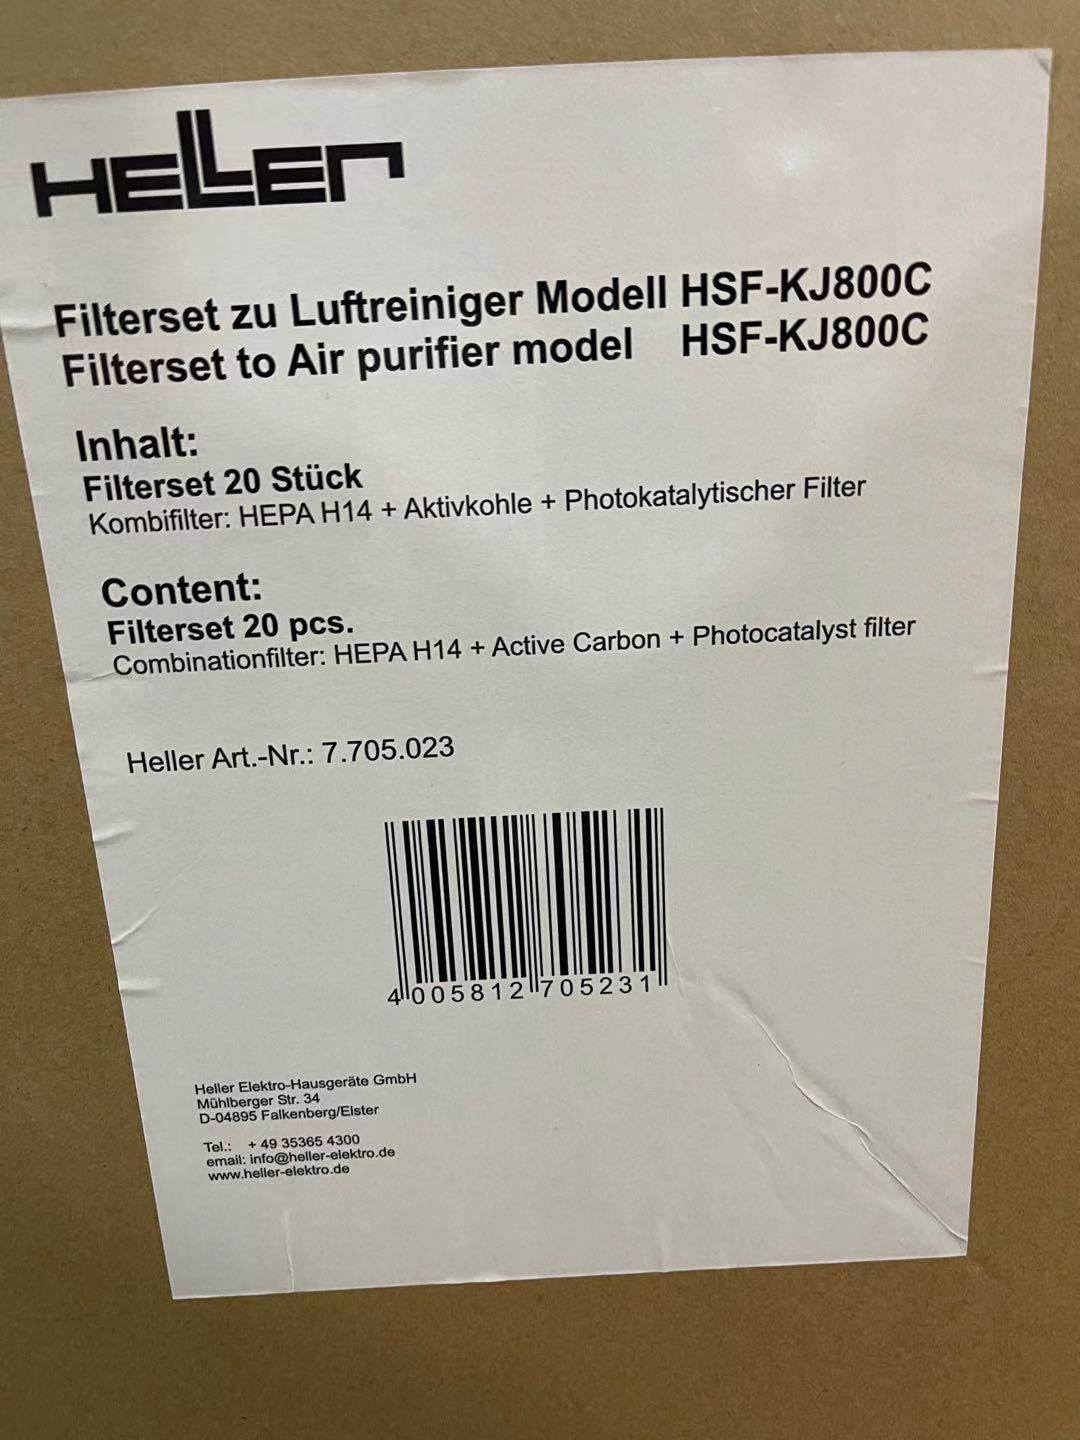 HELLER
Filterset zu Luftreiniger Modell HSF-KJ800C
Filterset to Air purifier model HSF-KJ800C
Inhalt:
Filterset 20 Stück
Kombifilter: HEPA H14 + Aktivkohle + Photokatalytischer Filter
Content:
Filterset 20 pcs.
Combinationfilter: HEPA H14 + Active Carbon + Photocatalyst filter
Heller Art.-Nr.: 7.705.023
4 005812 705231
Heller Elektro-Hausgeräte GmbH
Mühlberger Str. 34
D-04895 Falkenberg/Elster
Tel.: + 49 35365 4300
email: info@heller-elektro.de
www.heller-elektro.de